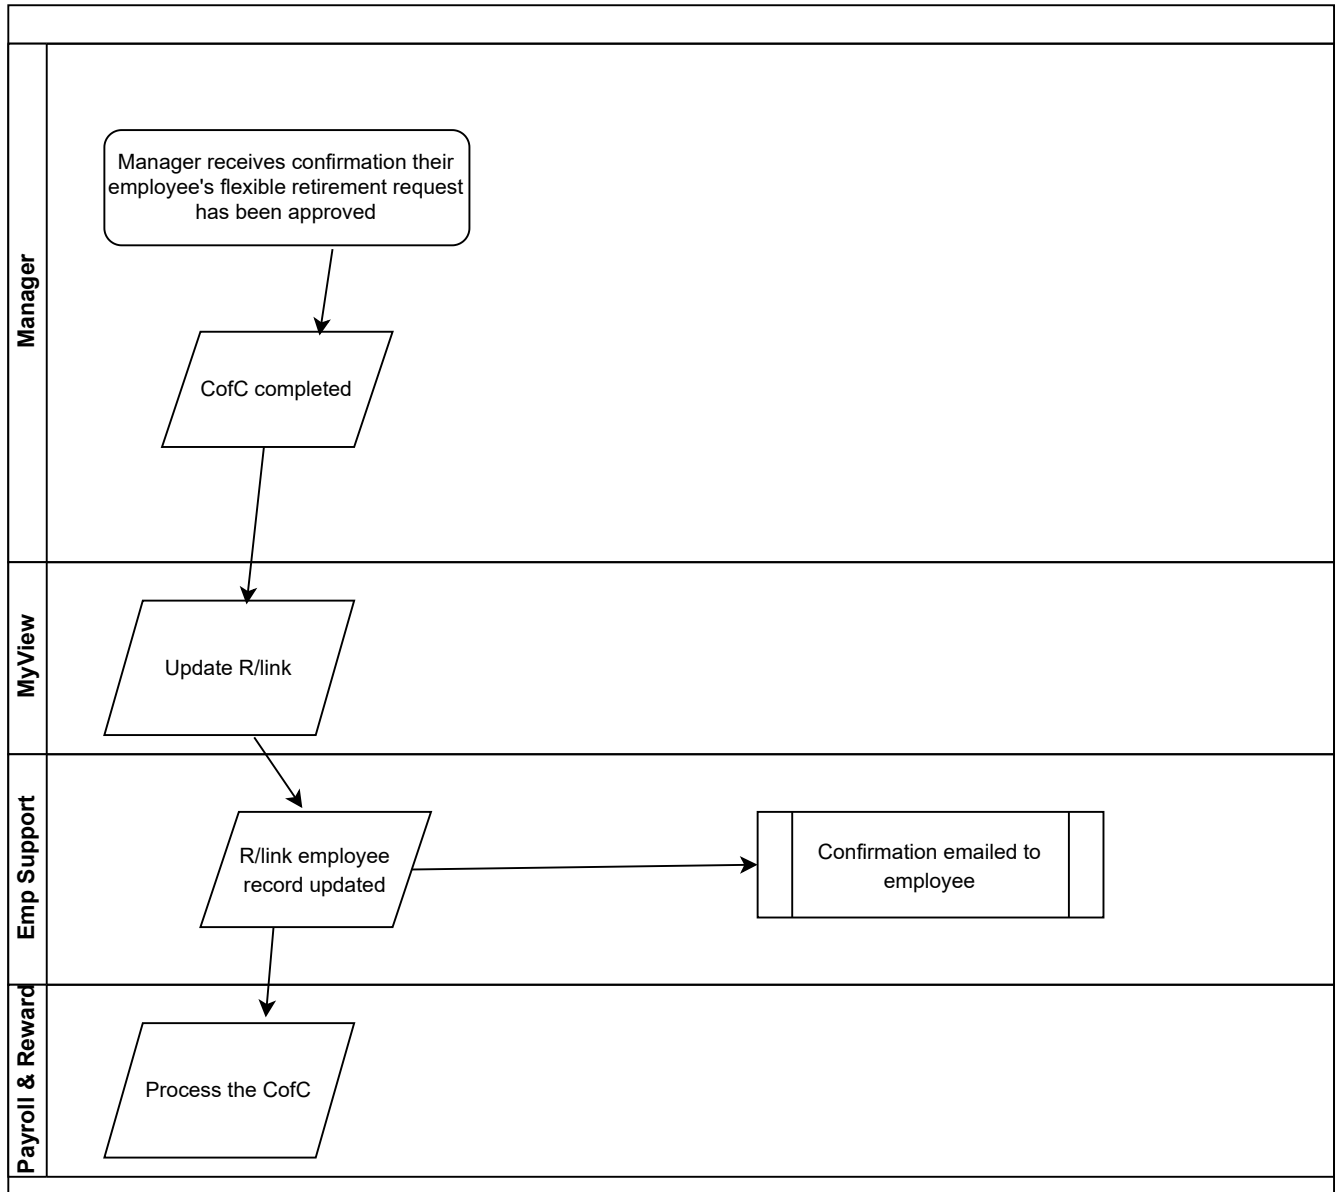 Manager
Manager receives confirmation their
employee's flexible retirement request
has been approved
CofC completed
MyView
Update R/link
Emp Support
R/link employee
record updated
Confirmation emailed to
employee
Payroll & Reward
Process the CofC